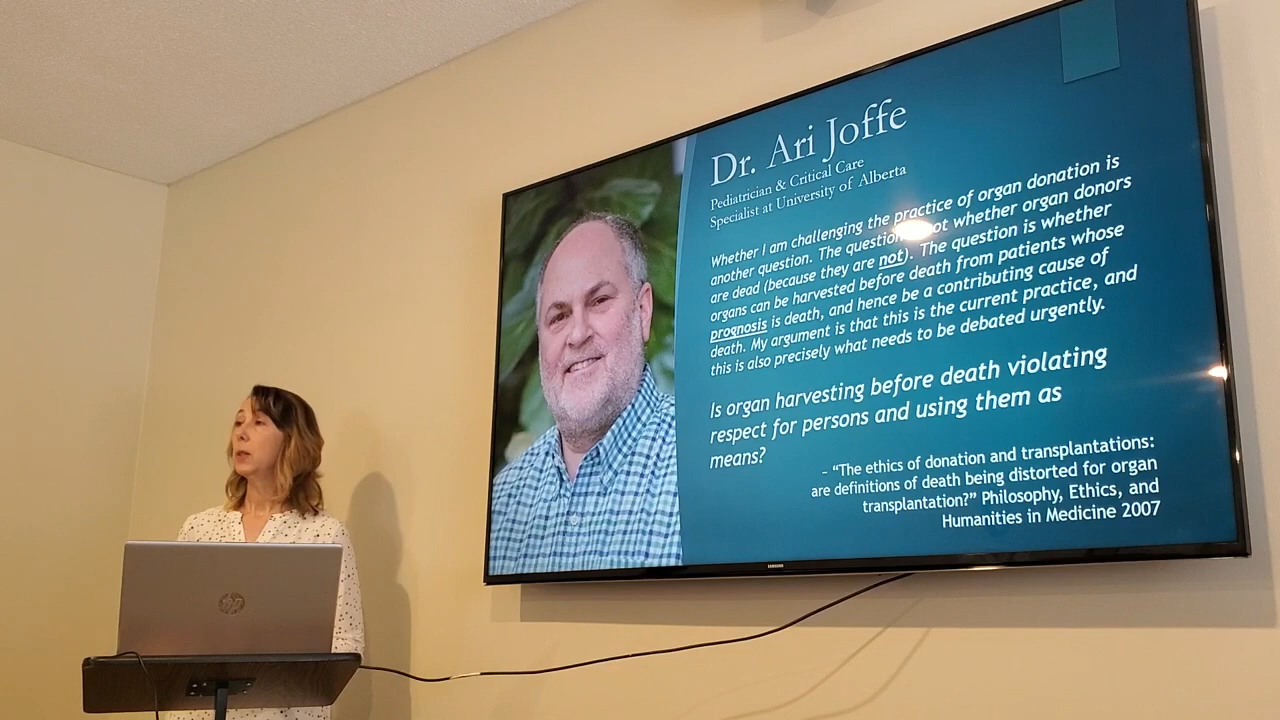 Dr. Ari Joffe
Pediatrician & Critical Care
Specialist at University of Alberta
Whether I am challenging the practice of organ donation is
another question. The question not whether organ donors
are dead (because they are not). The question is whether
organs can be harvested before death from patients whose
prognosis is death, and hence be a contributing cause of
death. My argument is that this is the current practice, and
this is also precisely what needs to be debated urgently.
Is organ harvesting before death violating
respect for persons and using them as
means?
– “The ethics of donation and transplantations:
are definitions of death being distorted for organ
transplantation?” Philosophy, Ethics, and
Humanities in Medicine 2007
SAMSUNG
hp